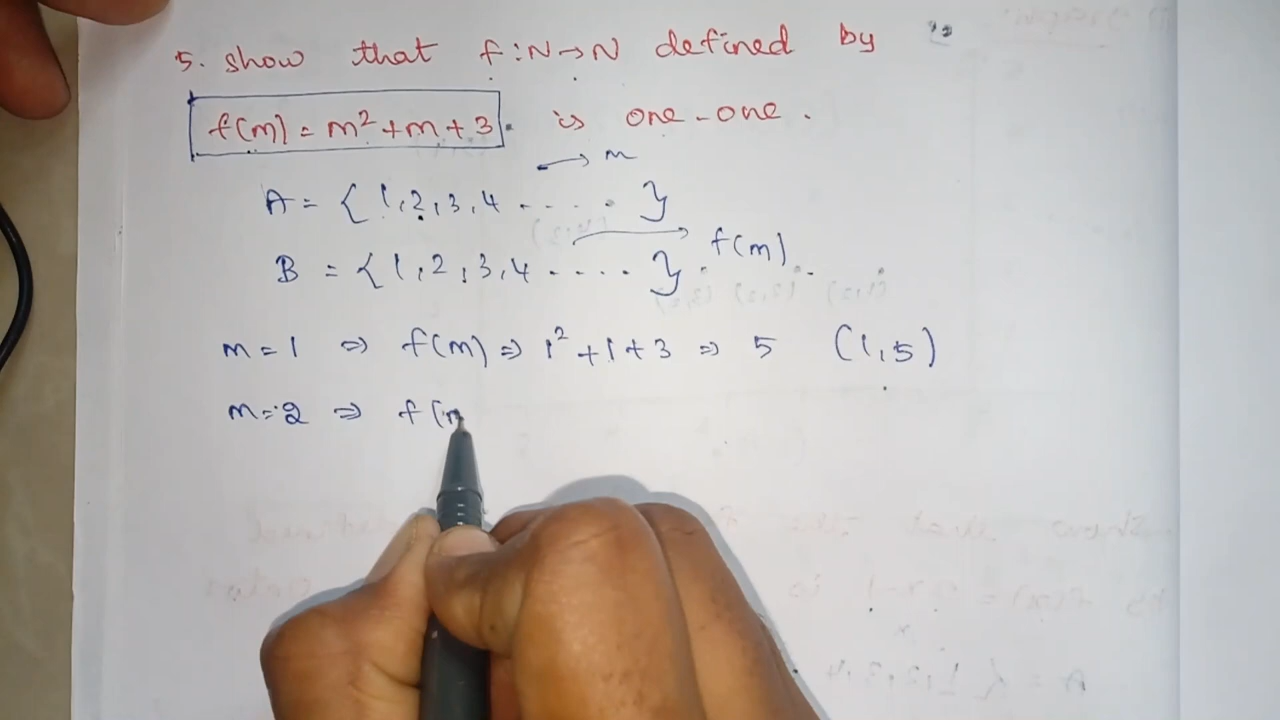 5. show that f:N→N defined by
f(m) = m²+m+3. is one-one.
→ m
A = { 1,2,3,4 ..... }
→ f(m)
B = { 1,2,3,4 .... }.
m=1 ⇒ f(m) ⇒ 1²+1+3 ⇒ 5 (1,5)
m=2 ⇒ f(m